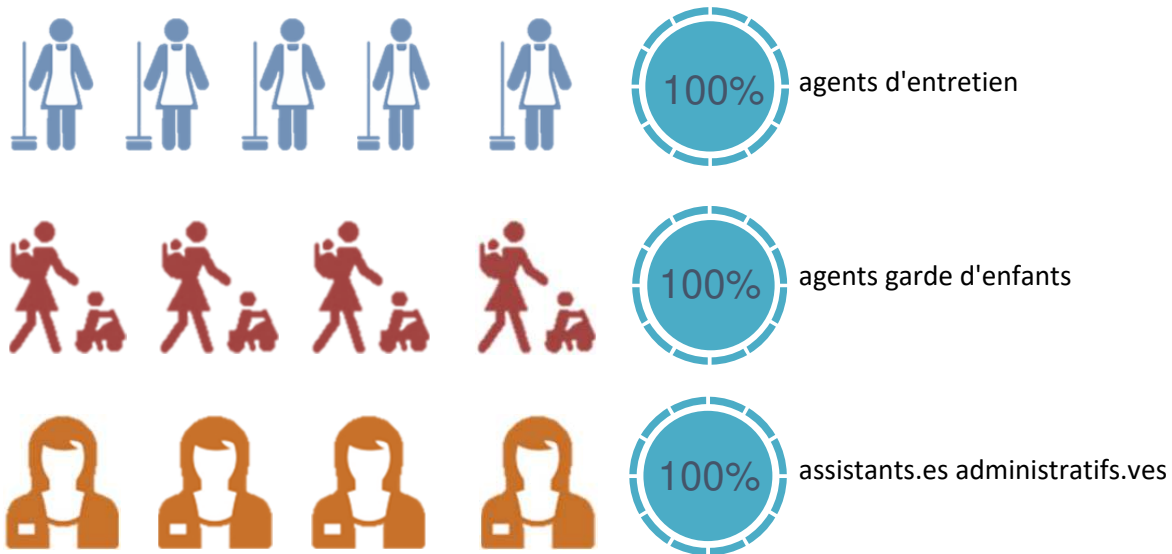 100% agents d'entretien
100% agents garde d'enfants
100% assistants.es administratifs.ves